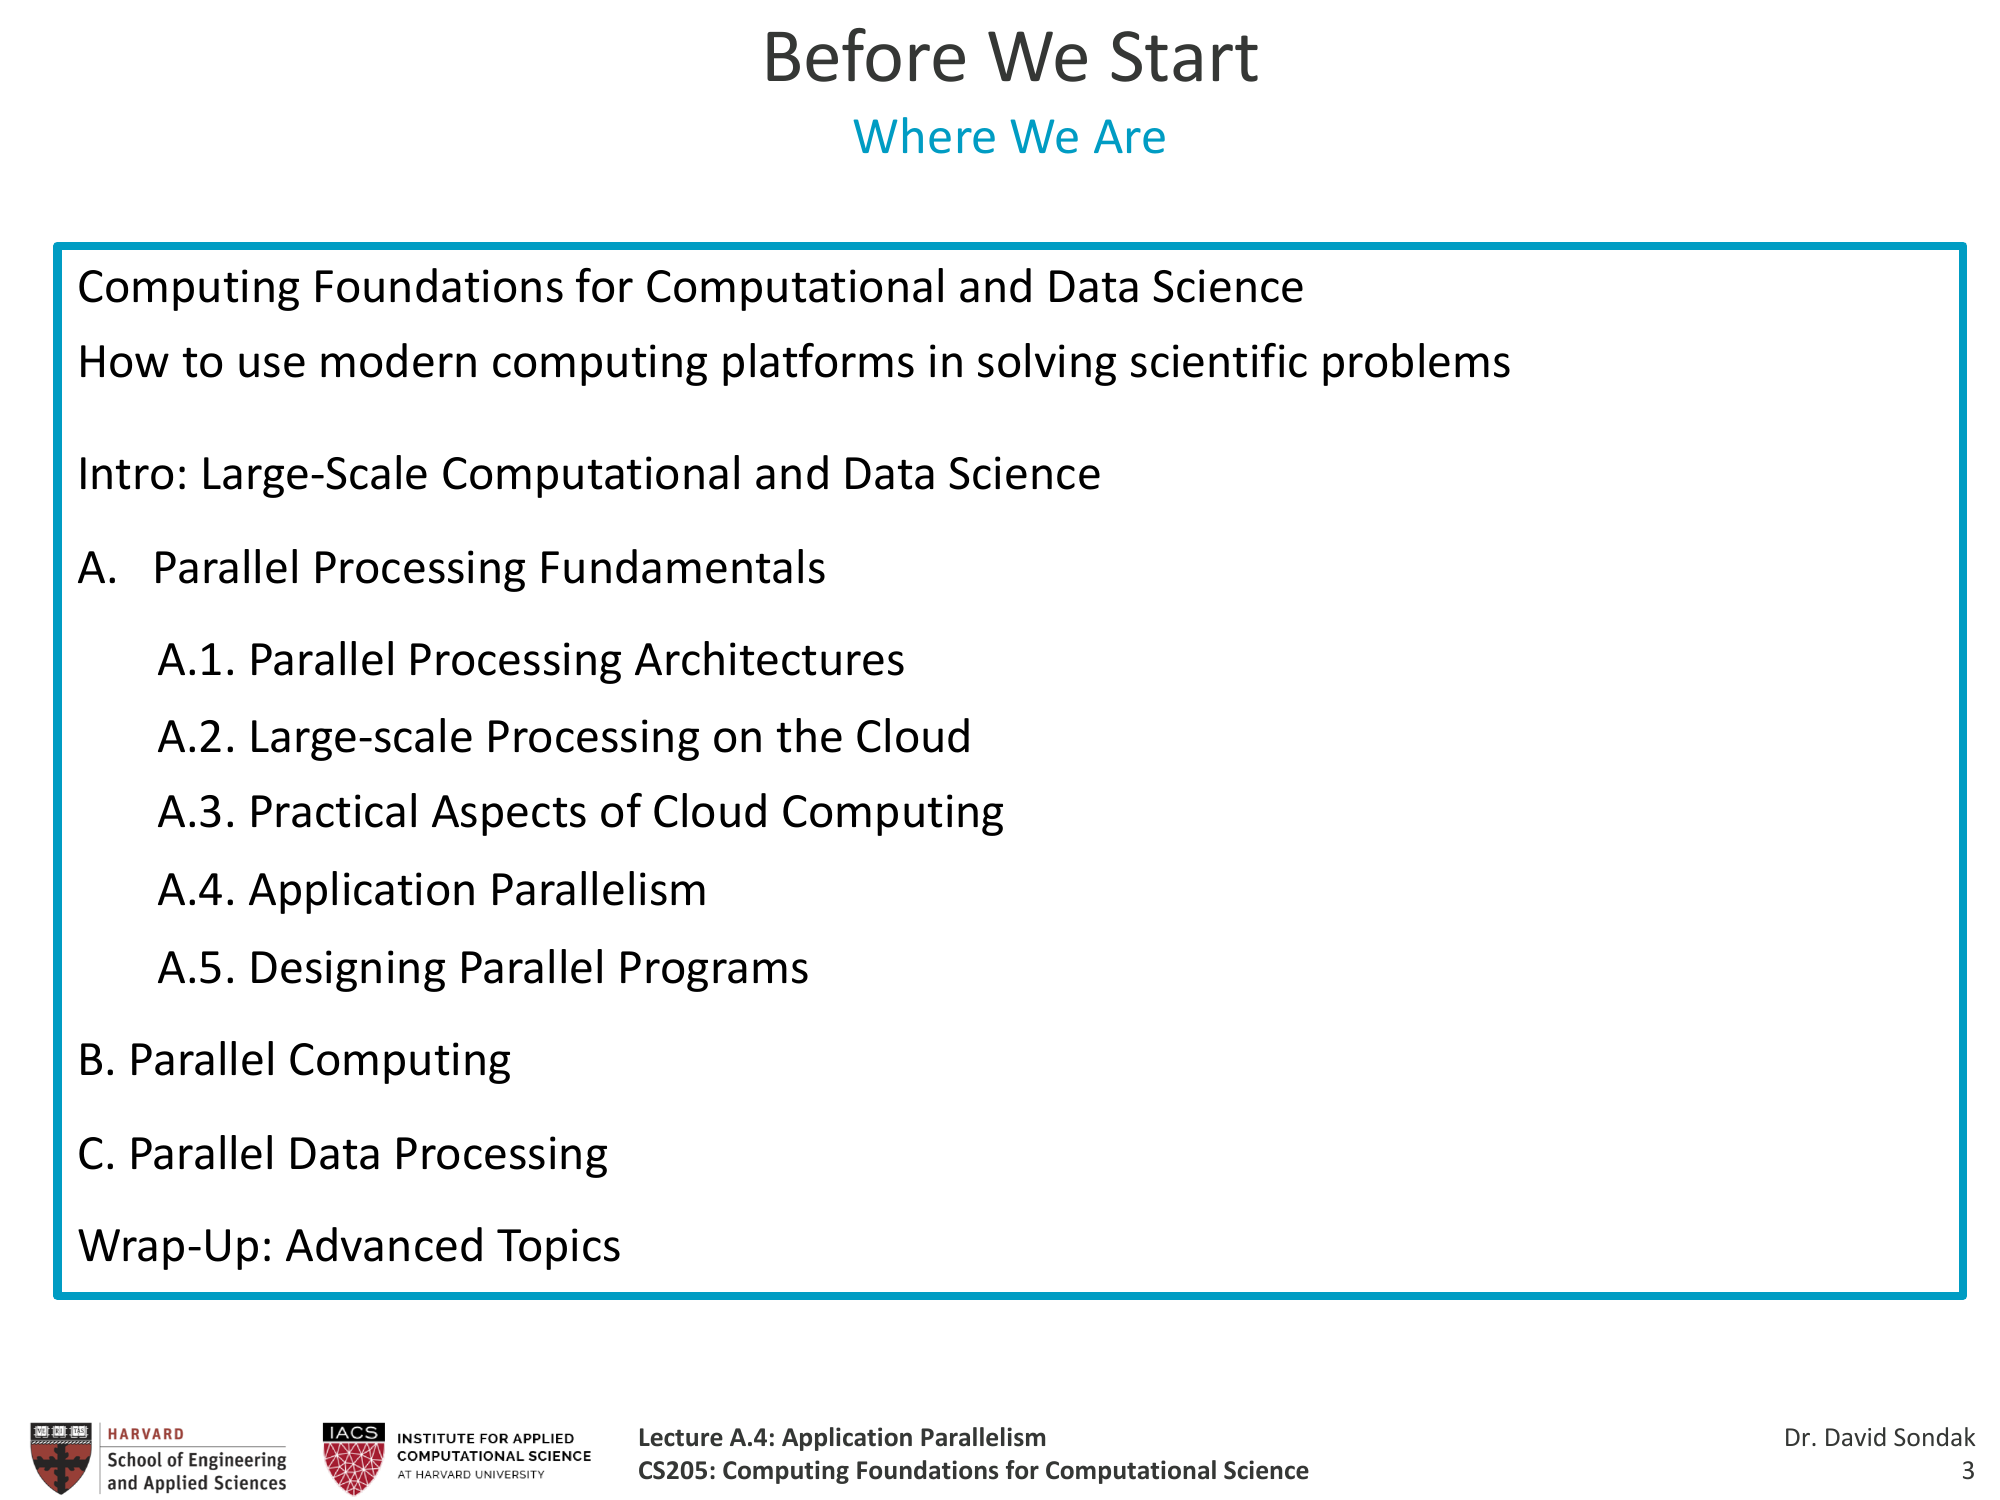 Before We Start
Where We Are
Computing Foundations for Computational and Data Science
How to use modern computing platforms in solving scientific problems
Intro: Large-Scale Computational and Data Science
A. Parallel Processing Fundamentals
A.1. Parallel Processing Architectures
A.2. Large-scale Processing on the Cloud
A.3. Practical Aspects of Cloud Computing
A.4. Application Parallelism
A.5. Designing Parallel Programs
B. Parallel Computing
C. Parallel Data Processing
Wrap-Up: Advanced Topics
HARVARD
School of Engineering
and Applied Sciences
IACS
INSTITUTE FOR APPLIED
COMPUTATIONAL SCIENCE
AT HARVARD UNIVERSITY
Lecture A.4: Application Parallelism
CS205: Computing Foundations for Computational Science
Dr. David Sondak
3